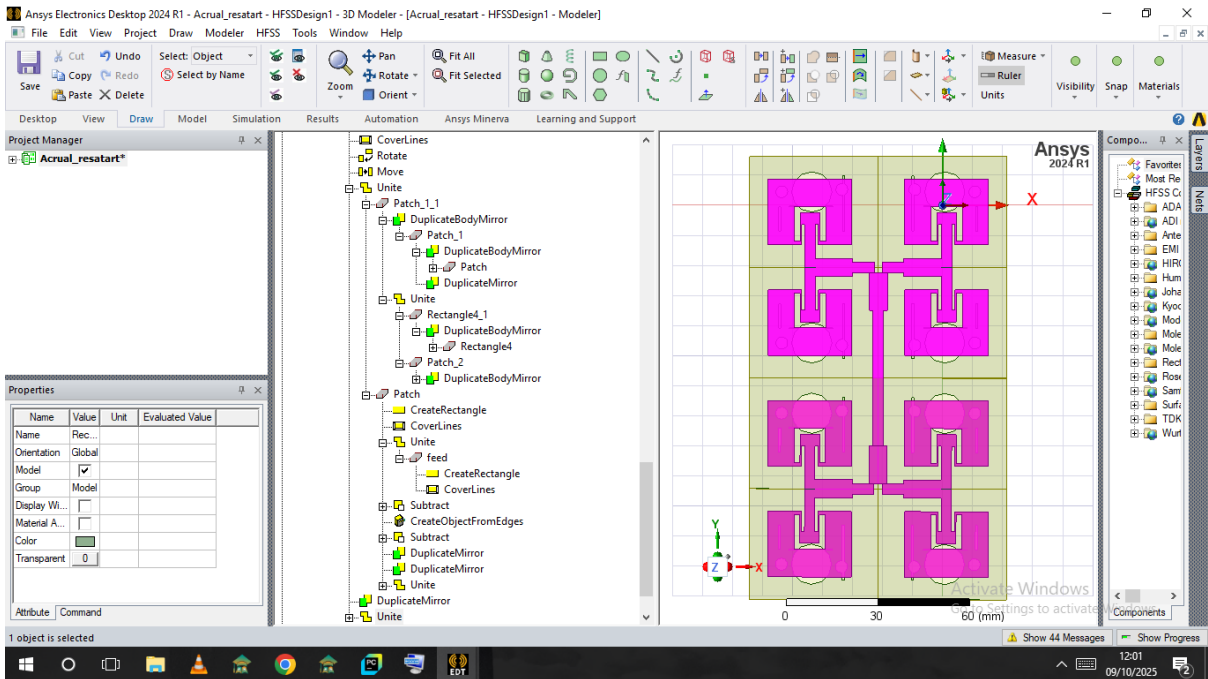 Ansys Electronics Desktop 2024 R1 - Acrual_resatart - HFSSDesign1 - 3D Modeler - [Acrual_resatart - HFSSDesign1 - Modeler]
File Edit View Project Draw Modeler HFSS Tools Window Help
Save
Cut
Copy
Paste
Undo
Redo
Delete
Select: Object
Select by Name
Zoom
Pan
Rotate
Orient
Fit All
Fit Selected
Measure
Ruler
Units
Visibility
Snap
Materials
Desktop View Draw Model Simulation Results Automation Ansys Minerva Learning and Support
Project Manager
Acrual_resatart*
Properties
Name Value Unit Evaluated Value
Name Rec...
Orientation Global
Model
Group Model
Display Wi...
Material A...
Color
Transparent 0
Attribute Command
CoverLines
Rotate
Move
Unite
Patch_1_1
DuplicateBodyMirror
Patch_1
DuplicateBodyMirror
Patch
DuplicateMirror
Unite
Rectangle4_1
DuplicateBodyMirror
Rectangle4
Patch_2
DuplicateBodyMirror
Patch
CreateRectangle
CoverLines
Unite
feed
CreateRectangle
CoverLines
Subtract
CreateObjectFromEdges
Subtract
DuplicateMirror
DuplicateMirror
Unite
DuplicateMirror
Unite
Ansys
2024 R1
X
Z
Y
Z
X
0 30 60 (mm)
Activate Windows
Go to Settings to activate Windows.
Compo...
Favorites
Most Re
HFSS Co
ADA
ADI
Ante
EMI
HIRO
Hum
Joha
Kyoc
Mod
Mole
Mole
Rect
Rose
Sam
Surfa
TDK
Wurt
Components
Layers
Nets
1 object is selected
Show 44 Messages
Show Progress
PC
EDT
12:01
09/10/2025
2